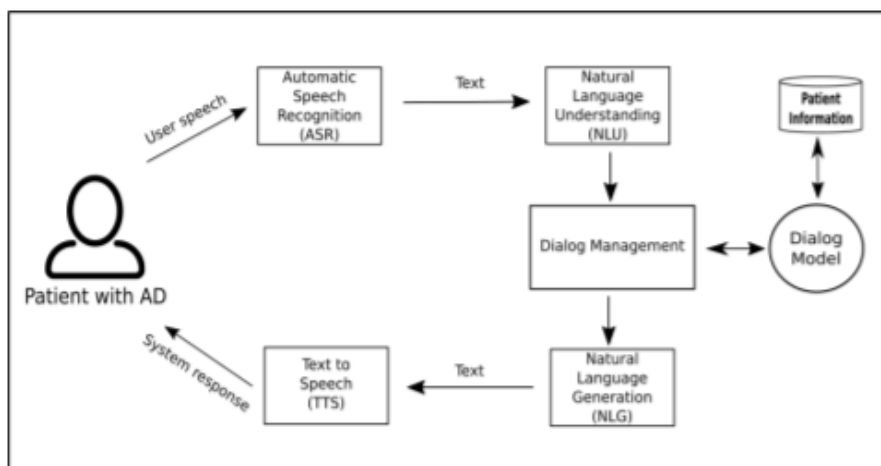 User speech
Automatic
Speech
Recognition
(ASR)
Text
Natural
Language
Understanding
(NLU)
Patient
Information
Dialog Management
Dialog
Model
Patient with AD
System response
Text to
Speech
(TTS)
Text
Natural
Language
Generation
(NLG)